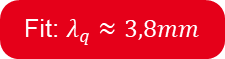 Fit: λ_q ≈ 3,8mm